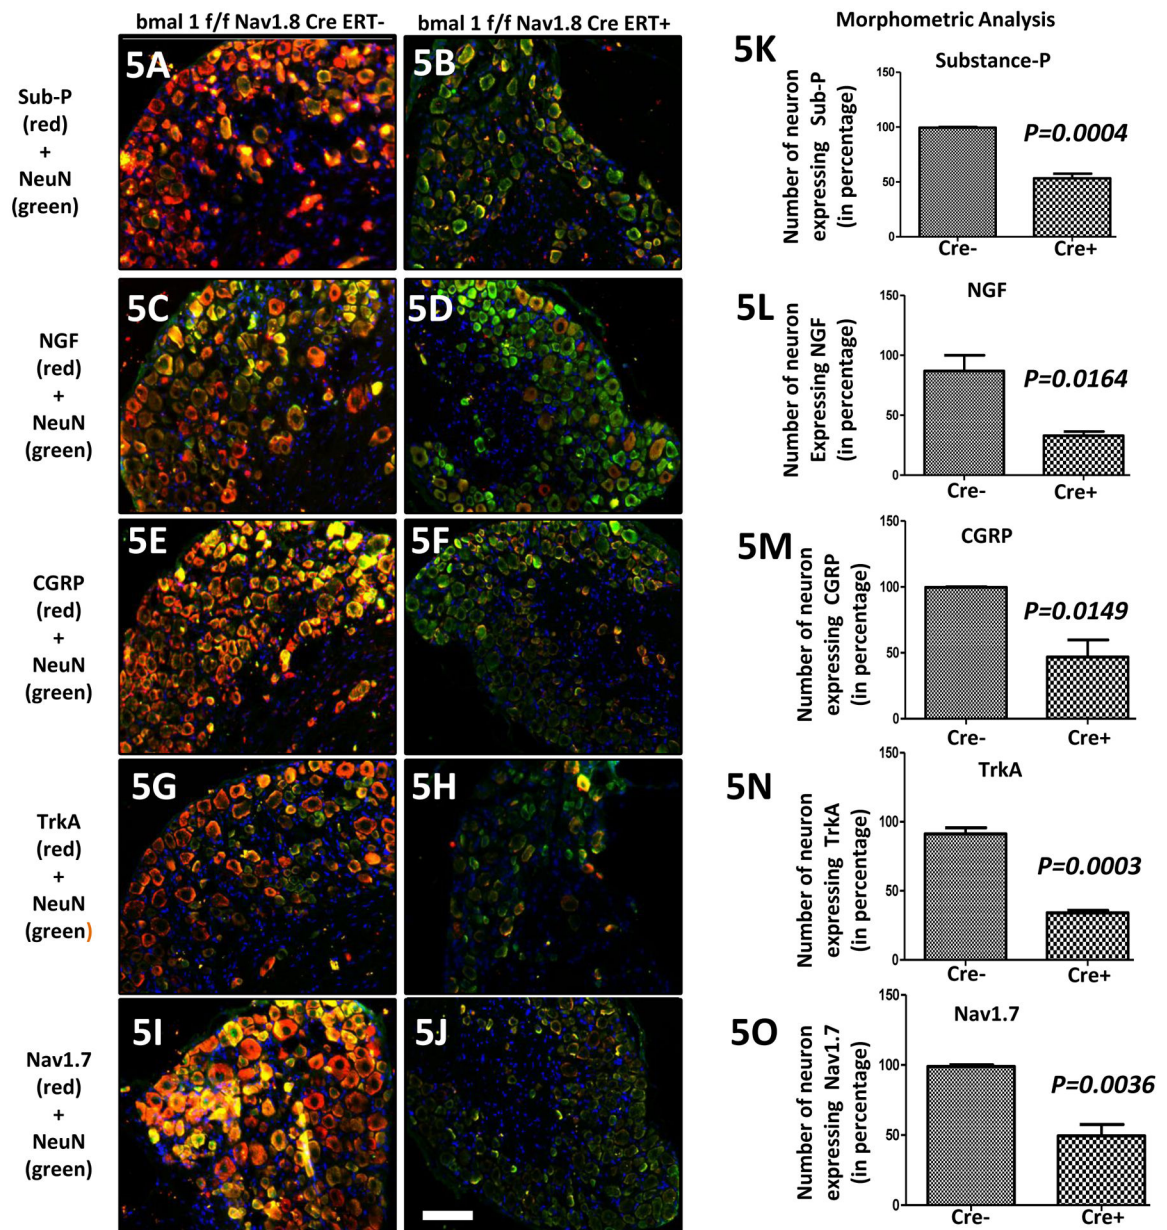 bmal 1 f/f Nav1.8 Cre ERT-
bmal 1 f/f Nav1.8 Cre ERT+
Morphometric Analysis
Sub-P
(red)
+
NeuN
(green)
5A
5B
5K
Substance-P
Number of neuron
expressing Sub-P
(in percentage)
150
100
50
0
P=0.0004
Cre-
Cre+
NGF
(red)
+
NeuN
(green)
5C
5D
5L
NGF
Number of neuron
Expressing NGF
(in percentage)
150
100
50
0
P=0.0164
Cre-
Cre+
CGRP
(red)
+
NeuN
(green)
5E
5F
5M
CGRP
Number of neuron
expressing CGRP
(in percentage)
150
100
50
0
P=0.0149
Cre-
Cre+
TrkA
(red)
+
NeuN
(green)
5G
5H
5N
TrkA
Number of neuron
expressing TrkA
(in percentage)
150
100
50
0
P=0.0003
Cre-
Cre+
Nav1.7
(red)
+
NeuN
(green)
5I
5J
5O
Nav1.7
Number of neuron
expressing Nav1.7
(in percentage)
150
100
50
0
P=0.0036
Cre-
Cre+